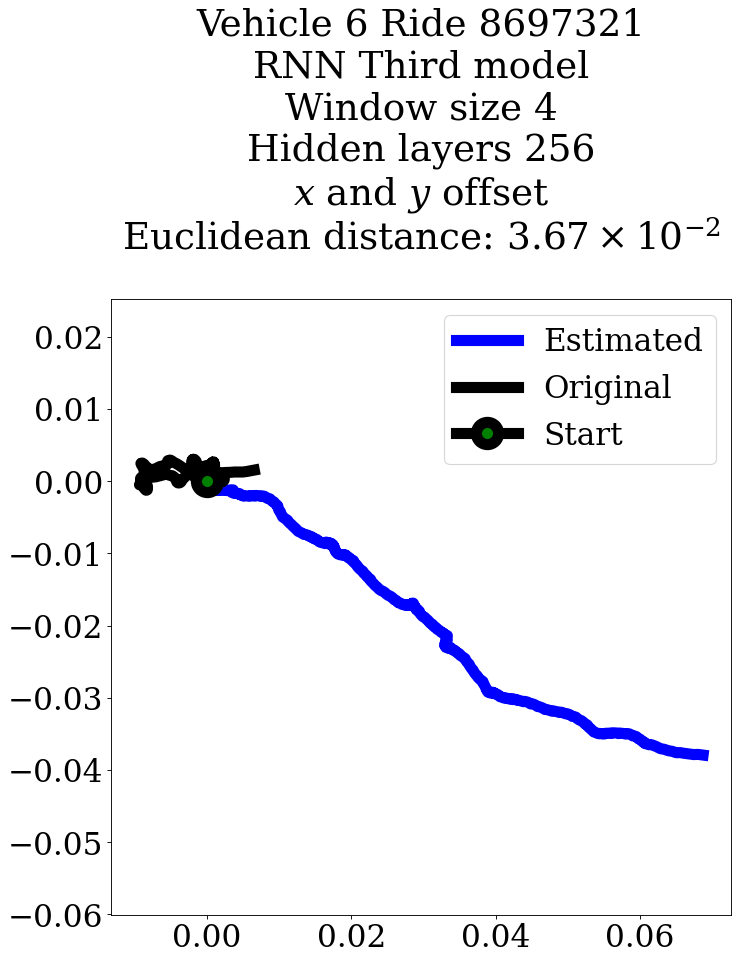 Vehicle 6 Ride 8697321
RNN Third model
Window size 4
Hidden layers 256
x and y offset
Euclidean distance: 3.67 × 10⁻²
Estimated
Original
Start
0.02
0.01
0.00
−0.01
−0.02
−0.03
−0.04
−0.05
−0.06
0.00 0.02 0.04 0.06